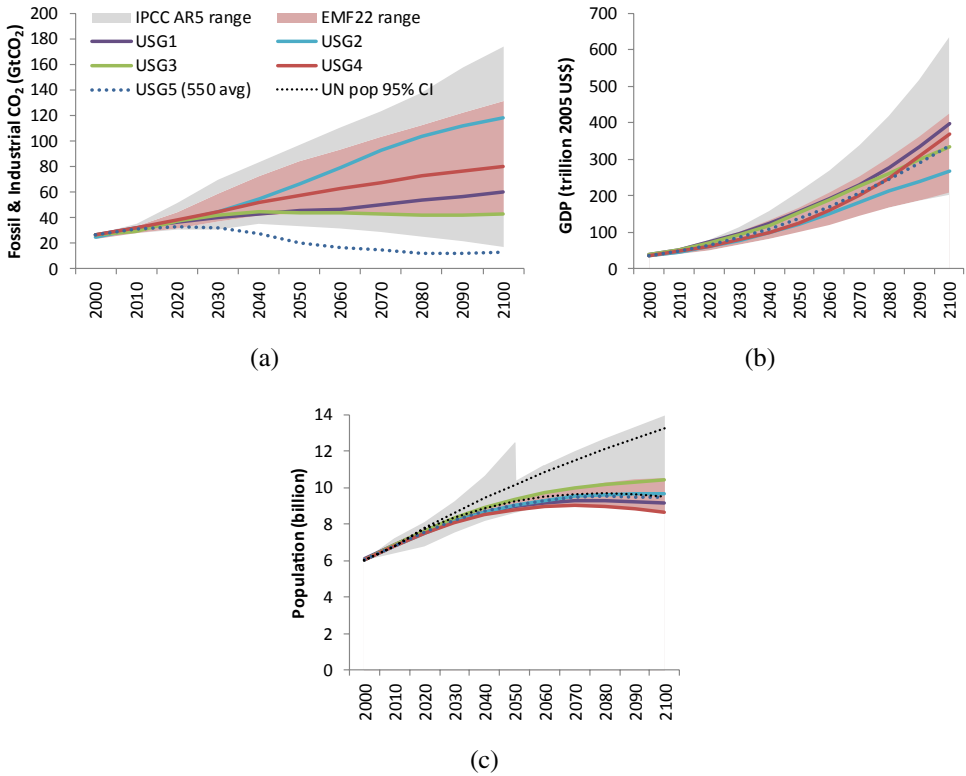 IPCC AR5 range EMF22 range
USG1 USG2
USG3 USG4
USG5 (550 avg) UN pop 95% CI
Fossil & Industrial CO₂ (GtCO₂)
200
180
160
140
120
100
80
60
40
20
0
2000 2010 2020 2030 2040 2050 2060 2070 2080 2090 2100
(a)
GDP (trillion 2005 US$)
700
600
500
400
300
200
100
0
2000 2010 2020 2030 2040 2050 2060 2070 2080 2090 2100
(b)
Population (billion)
14
12
10
8
6
4
2
0
2000 2010 2020 2030 2040 2050 2060 2070 2080 2090 2100
(c)